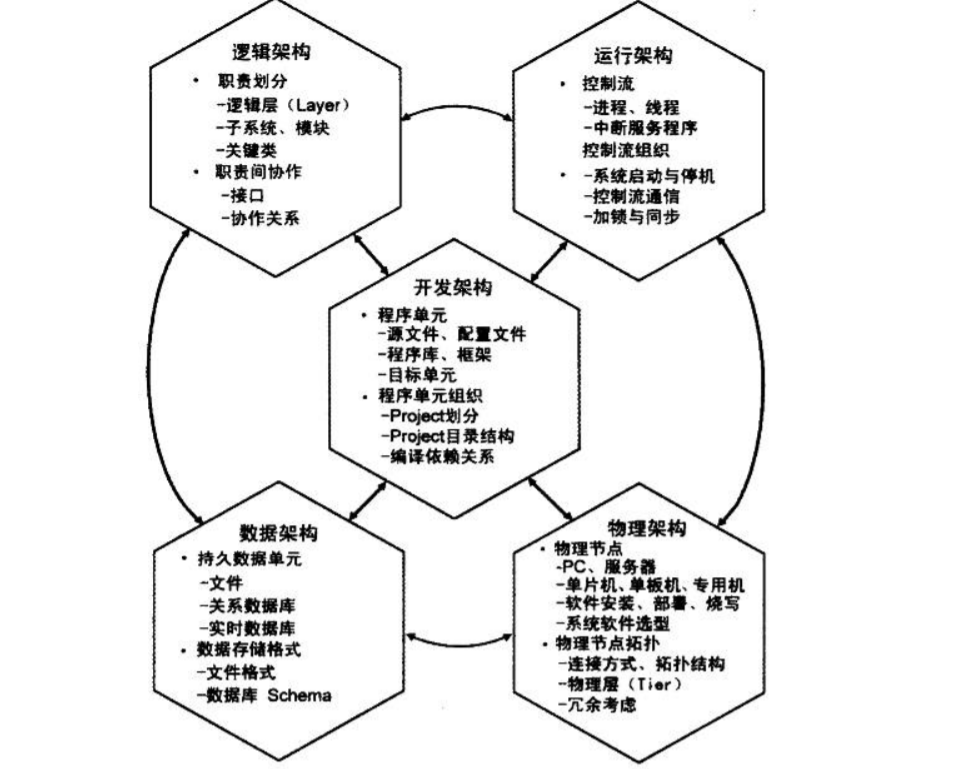 逻辑架构
• 职责划分
-逻辑层（Layer）
-子系统、模块
-关键类
• 职责间协作
-接口
-协作关系
运行架构
• 控制流
-进程、线程
-中断服务程序
控制流组织
• -系统启动与停机
-控制流通信
-加锁与同步
开发架构
• 程序单元
-源文件、配置文件
-程序库、框架
-目标单元
• 程序单元组织
-Project划分
-Project目录结构
-编译依赖关系
数据架构
• 持久数据单元
-文件
-关系数据库
-实时数据库
• 数据存储格式
-文件格式
-数据库 Schema
物理架构
• 物理节点
-PC、服务器
-单片机、单板机、专用机
-软件安装、部署、烧写
-系统软件选型
• 物理节点拓扑
-连接方式、拓扑结构
-物理层（Tier）
-冗余考虑